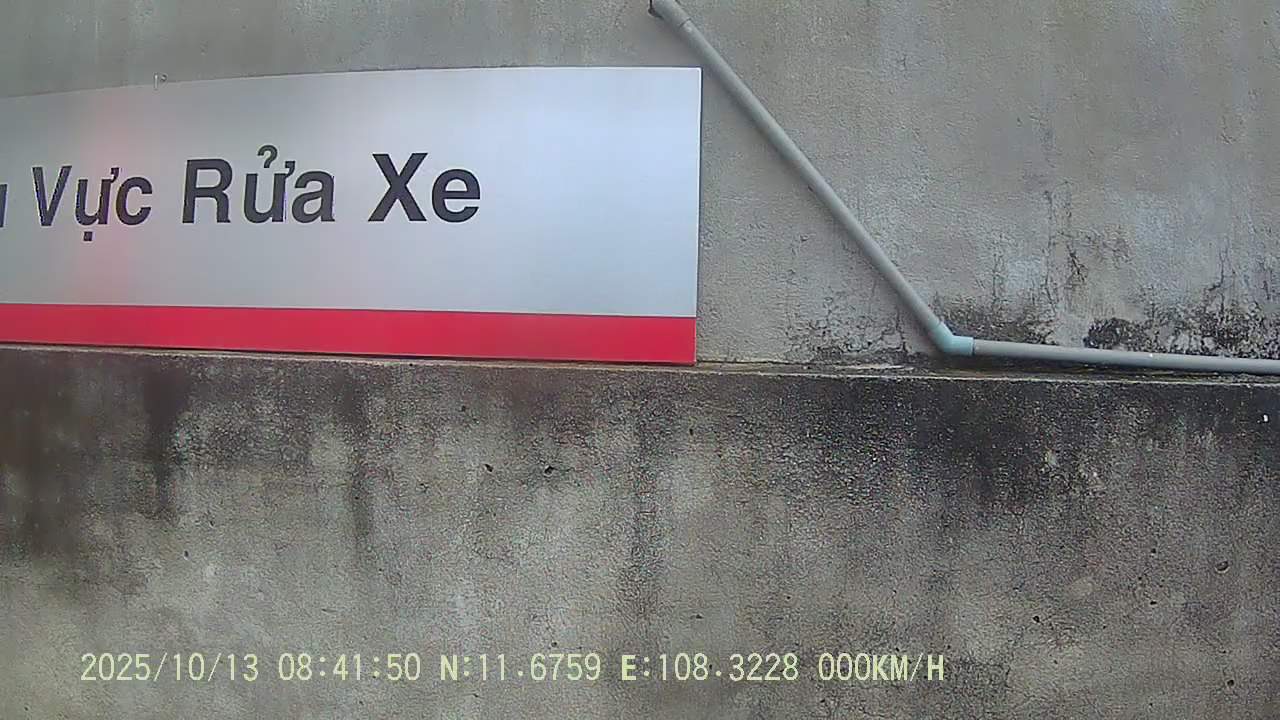 Vực Rửa Xe
2025/10/13 08:41:50 N:11.6759 E:108.3228 000KM/H